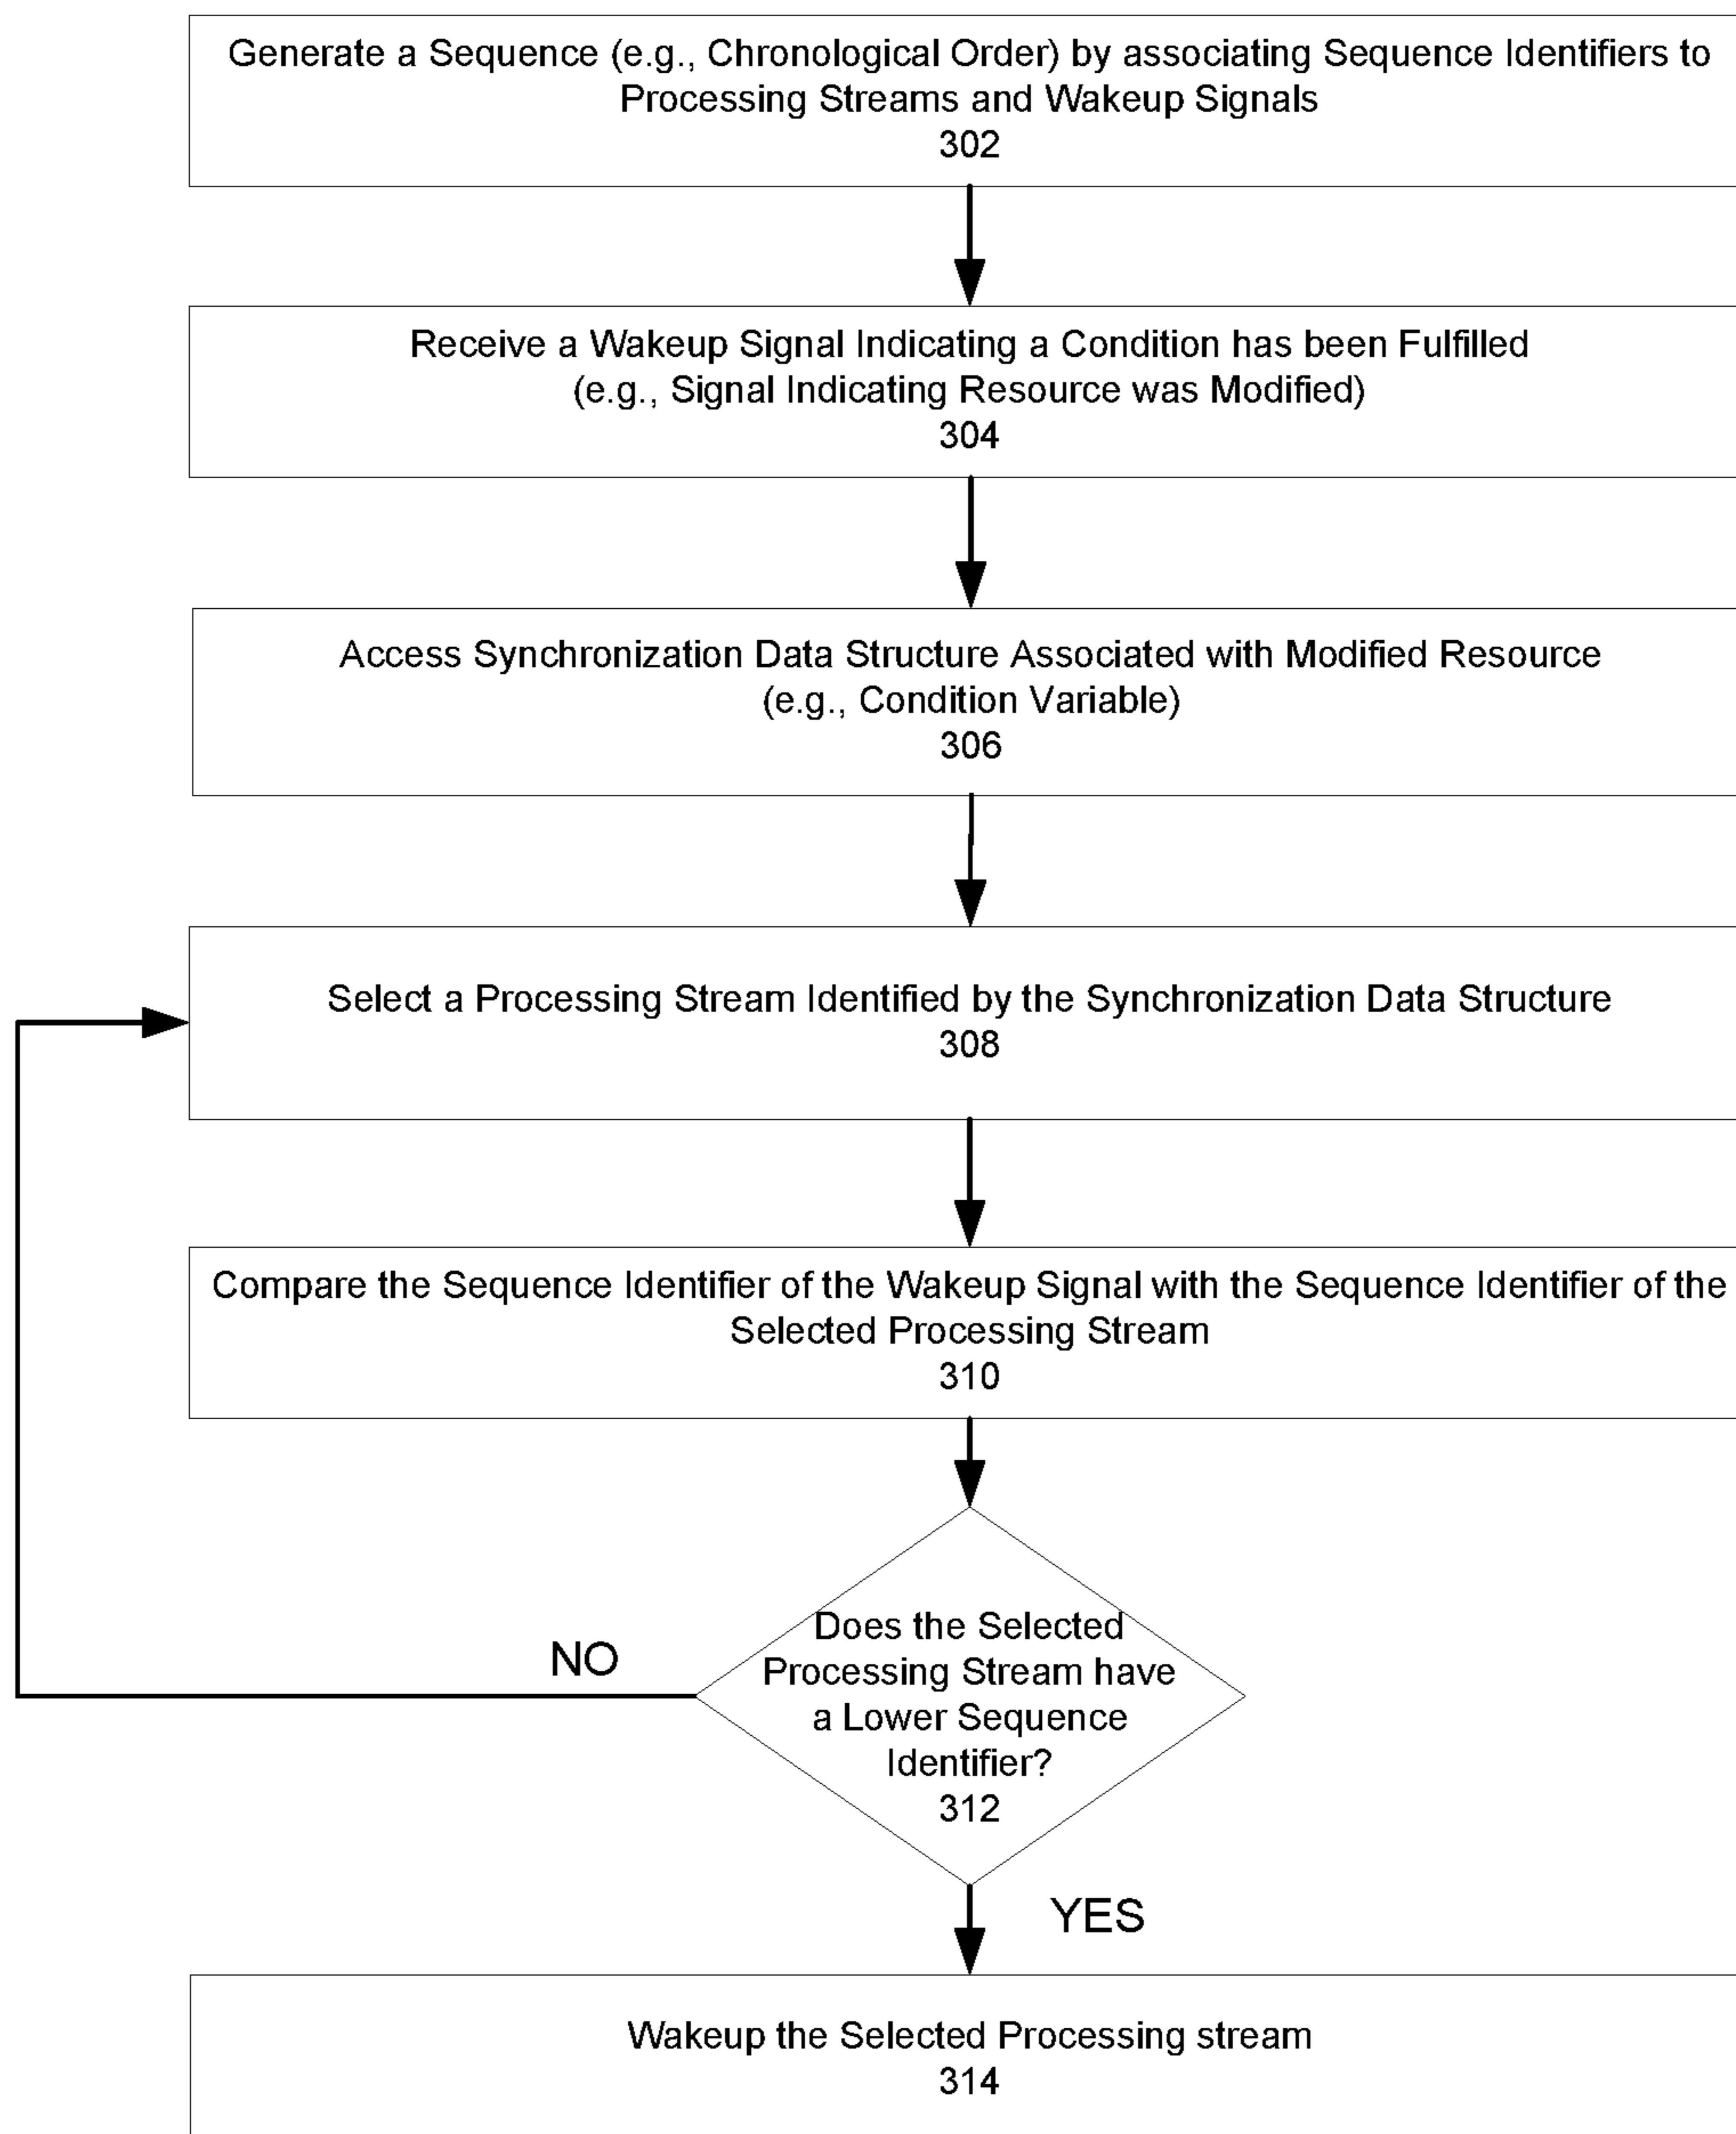 Generate a Sequence (e.g., Chronological Order) by associating Sequence Identifiers to
Processing Streams and Wakeup Signals
302
Receive a Wakeup Signal Indicating a Condition has been Fulfilled
(e.g., Signal Indicating Resource was Modified)
304
Access Synchronization Data Structure Associated with Modified Resource
(e.g., Condition Variable)
306
Select a Processing Stream Identified by the Synchronization Data Structure
308
Compare the Sequence Identifier of the Wakeup Signal with the Sequence Identifier of the
Selected Processing Stream
310
Does the Selected
Processing Stream have
a Lower Sequence
Identifier?
312
NO
YES
Wakeup the Selected Processing stream
314